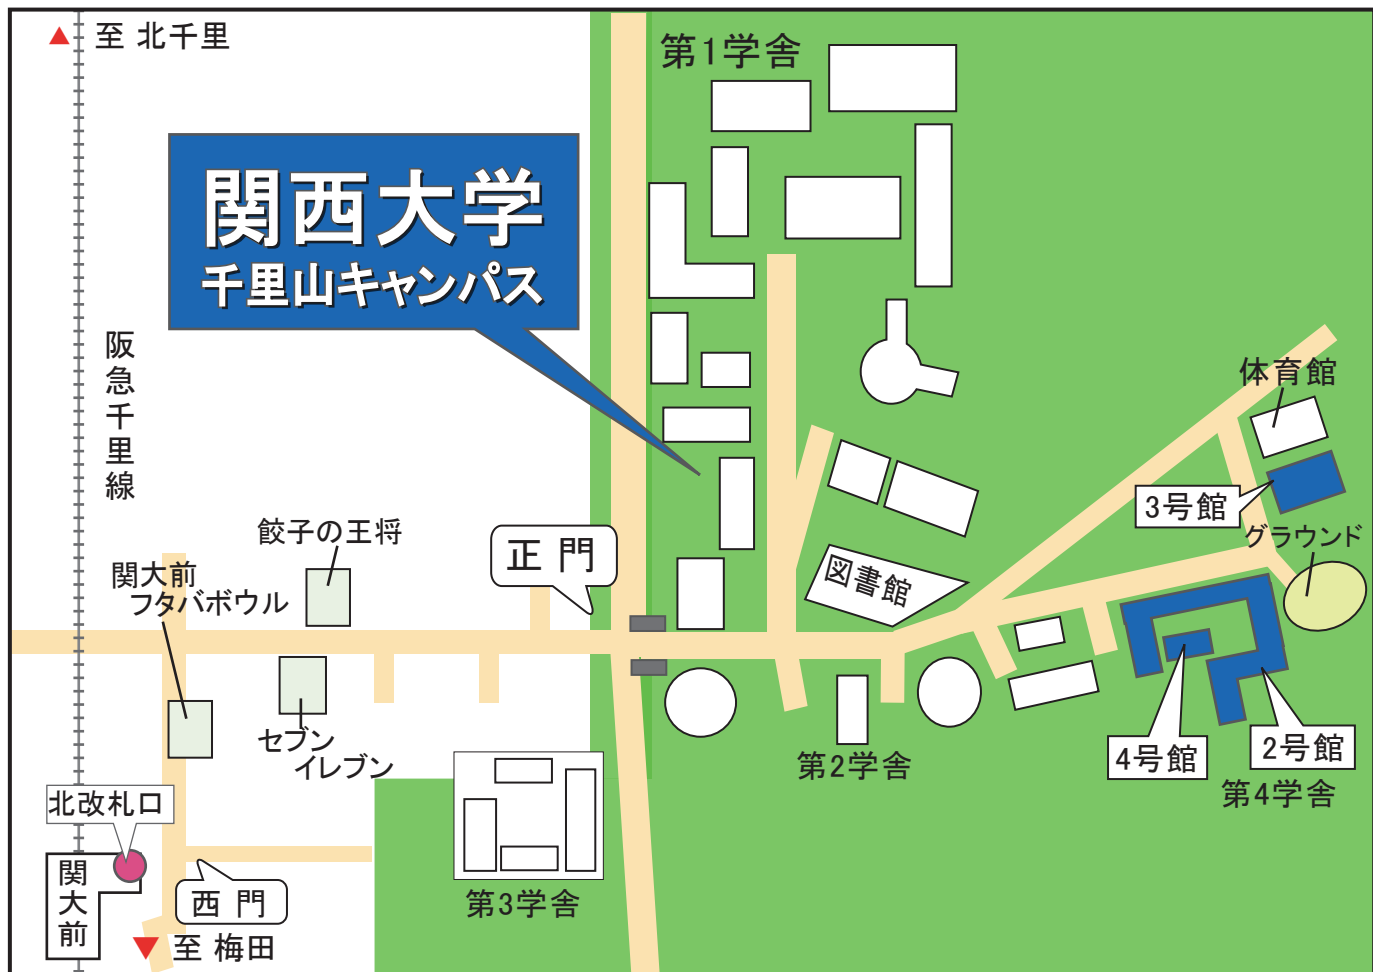 至 北千里
第1学舎
関西大学
千里山キャンパス
阪急千里線
体育館
3号館
グラウンド
餃子の王将
正 門
関大前
フタバボウル
図書館
セブン
イレブン
第2学舎
4号館
2号館
第4学舎
北改札口
関大前
西 門
第3学舎
至 梅田